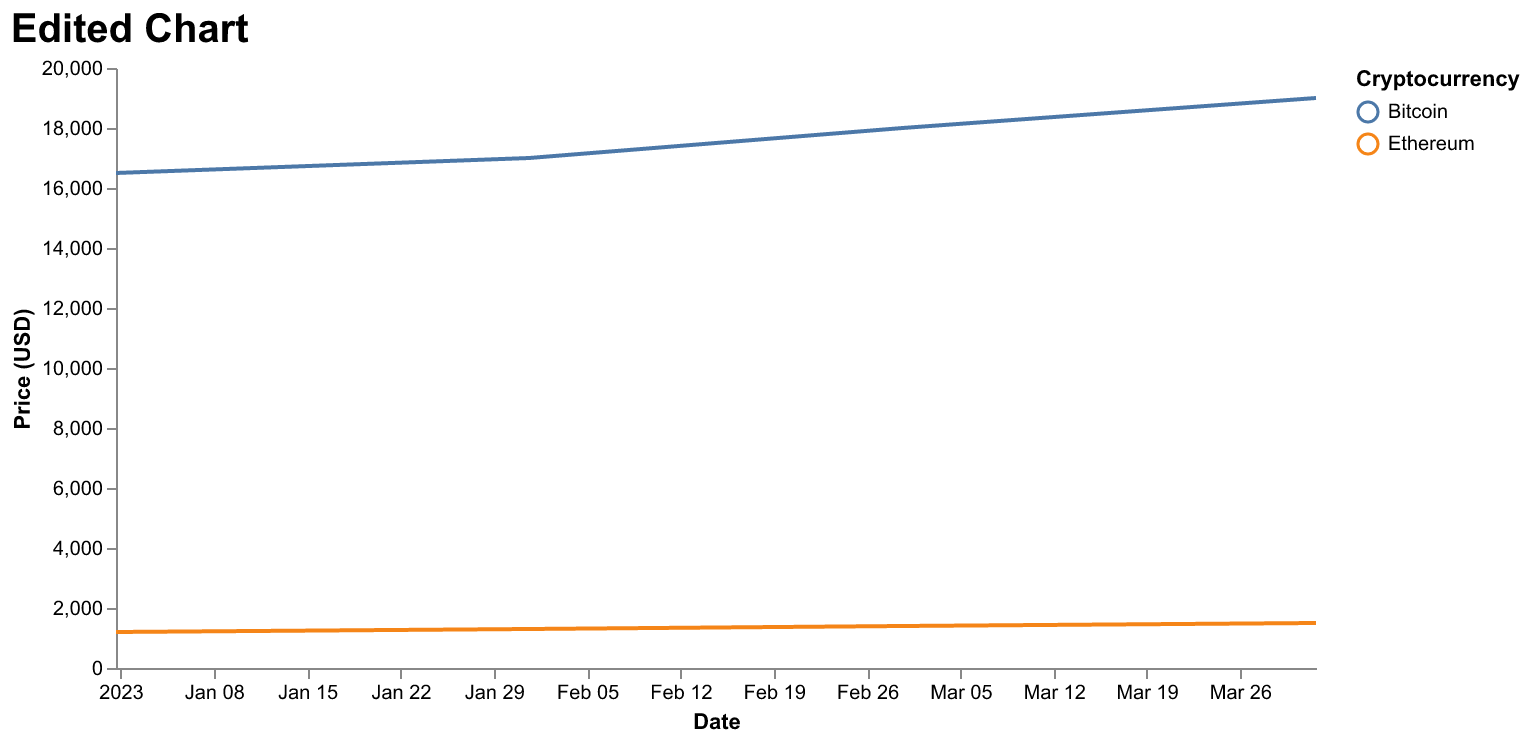 Edited Chart
20,000
18,000
16,000
14,000
12,000
10,000
8,000
6,000
4,000
2,000
0
Price (USD)
2023 Jan 08 Jan 15 Jan 22 Jan 29 Feb 05 Feb 12 Feb 19 Feb 26 Mar 05 Mar 12 Mar 19 Mar 26
Date
Cryptocurrency
Bitcoin
Ethereum